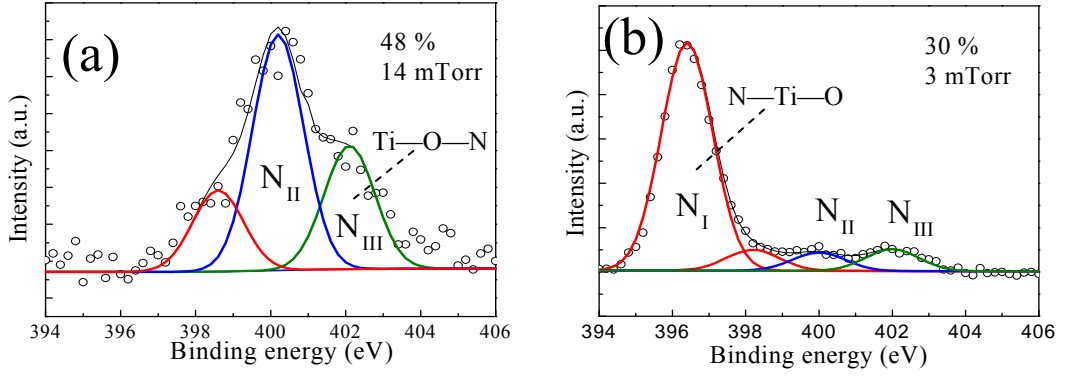 (a)
48 %
14 mTorr
Ti—O—N
N_II
N_III
Intensity (a.u.)
394 396 398 400 402 404 406
Binding energy (eV)
(b)
30 %
3 mTorr
N—Ti—O
N_I
N_II
N_III
Intensity (a.u.)
394 396 398 400 402 404 406
Binding energy (eV)